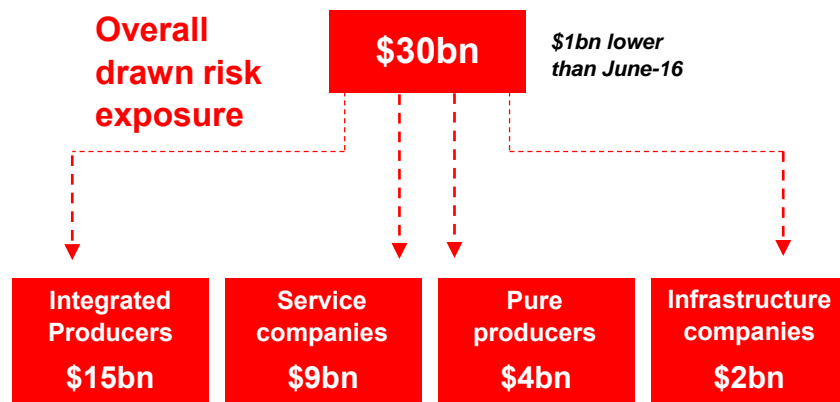 Overall
drawn risk
exposure
$30bn
$1bn lower
than June-16
Integrated
Producers
$15bn
Service
companies
$9bn
Pure
producers
$4bn
Infrastructure
companies
$2bn